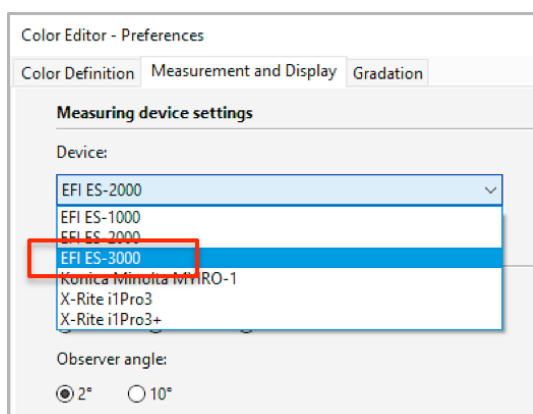 Color Editor - Preferences
Color Definition Measurement and Display Gradation
Measuring device settings
Device:
EFI ES-2000
EFI ES-1000
EFI ES-2000
EFI ES-3000
Konica Minolta MYIRO-1
X-Rite i1Pro3
X-Rite i1Pro3+
Observer angle:
2° 10°